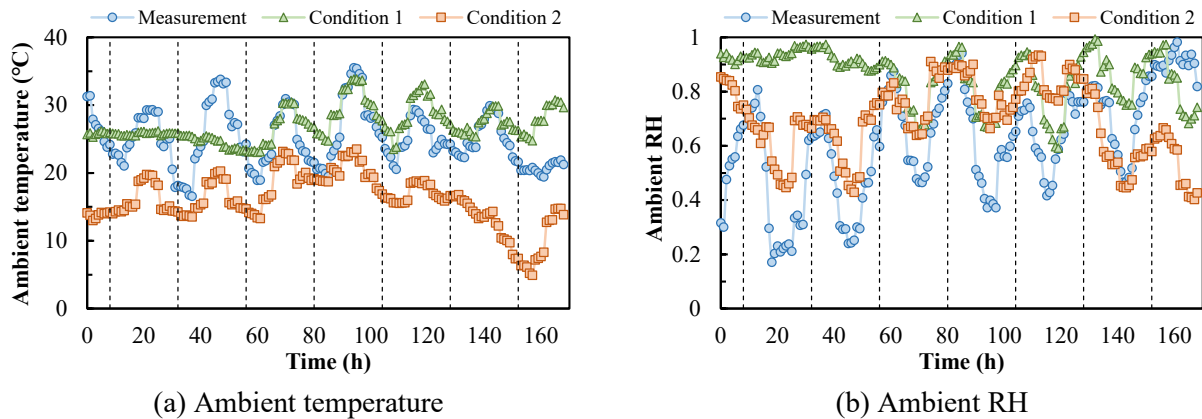 Measurement Condition 1 Condition 2
Ambient temperature (°C)
40
30
20
10
0
0 20 40 60 80 100 120 140 160
Time (h)
(a) Ambient temperature
Measurement Condition 1 Condition 2
Ambient RH
1
0.8
0.6
0.4
0.2
0
0 20 40 60 80 100 120 140 160
Time (h)
(b) Ambient RH